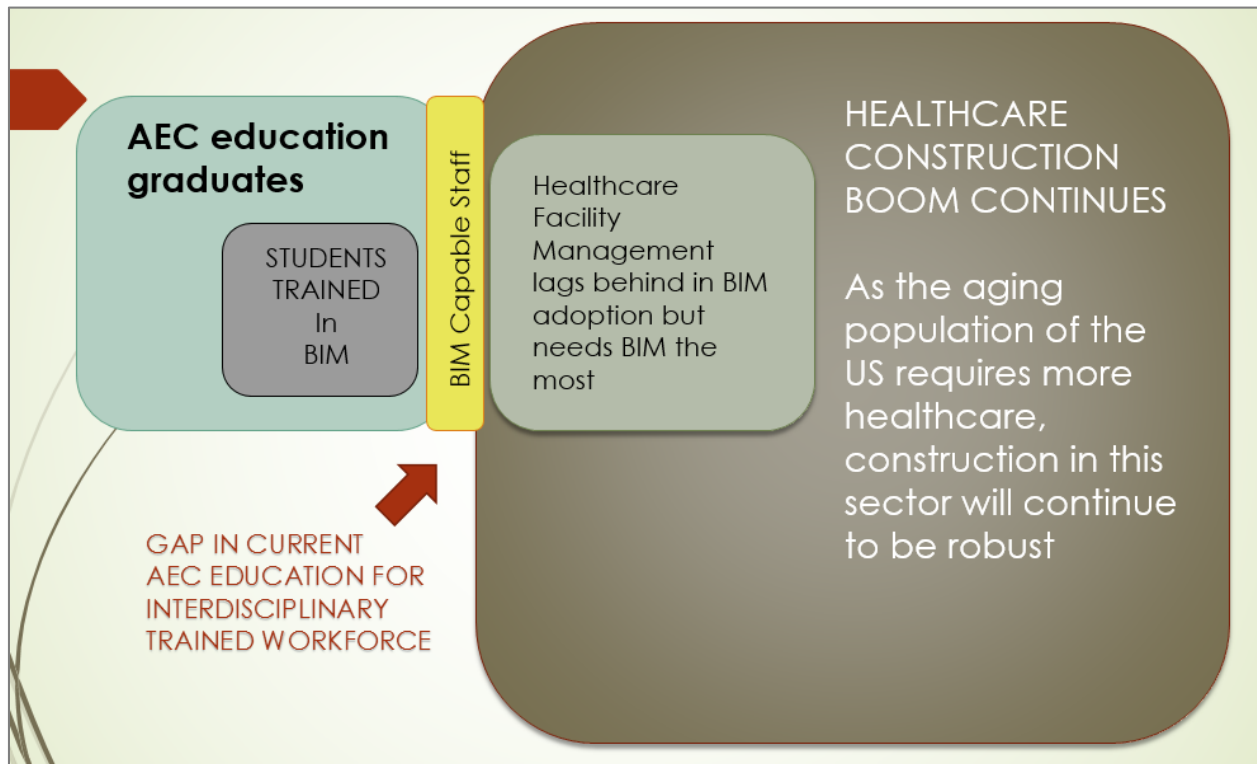 AEC education
graduates
STUDENTS
TRAINED
In
BIM
BIM Capable Staff
Healthcare
Facility
Management
lags behind in BIM
adoption but
needs BIM the
most
HEALTHCARE
CONSTRUCTION
BOOM CONTINUES
As the aging
population of the
US requires more
healthcare,
construction in this
sector will continue
to be robust
GAP IN CURRENT
AEC EDUCATION FOR
INTERDISCIPLINARY
TRAINED WORKFORCE